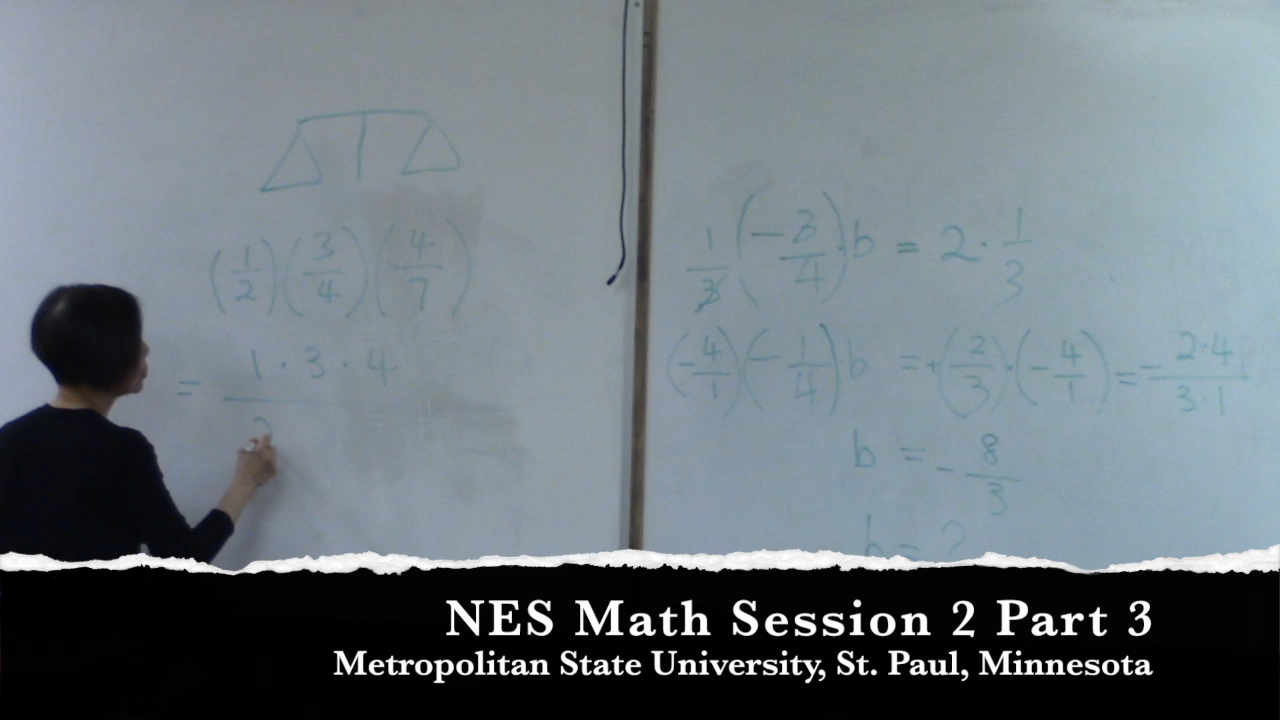 (1/2)(3/4)(4/7)
= 1·3·4 / 2
1/3 (-3/4)·b = 2·1/3
(-4/1)(-1/4)b = +(2/3)·(-4/1) = -2·4/3·1
b = -8/3
b = ?
NES Math Session 2 Part 3
Metropolitan State University, St. Paul, Minnesota